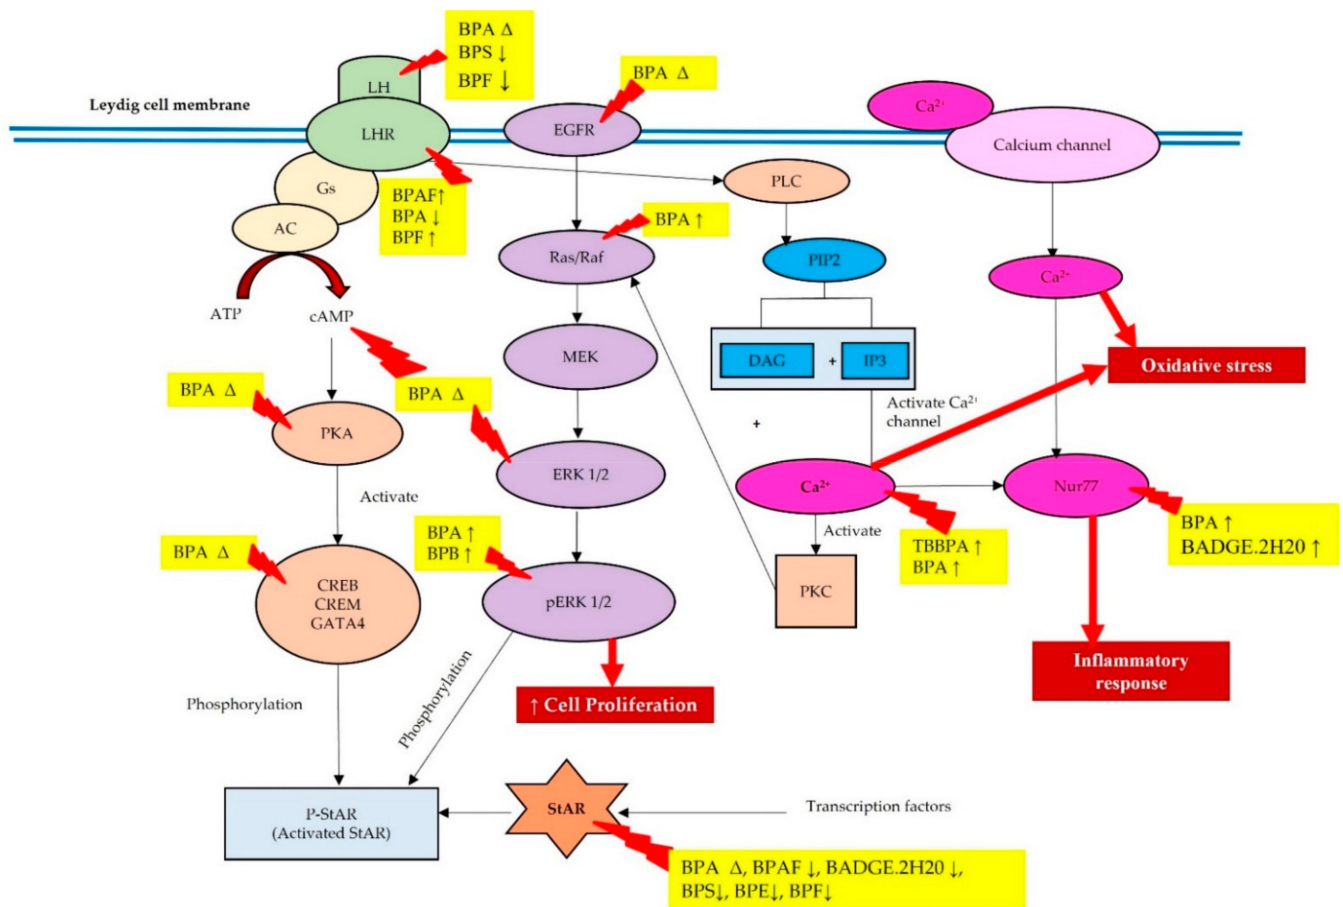 BPA Δ
BPS ↓
BPF ↓
BPA Δ
LH
Leydig cell membrane
Ca²⁺
LHR
EGFR
Calcium channel
Gs
PLC
BPAF↑
BPA ↓
BPF ↑
AC
BPA ↑
Ras/Raf
PIP2
Ca²⁺
ATP
cAMP
MEK
DAG
+
IP3
Oxidative stress
BPA Δ
BPA Δ
Activate Ca²⁺
channel
+
PKA
ERK 1/2
Ca²⁺
Nur77
Activate
BPA ↑
BPB ↑
Activate
TBBPA ↑
BPA ↑
BPA ↑
BADGE.2H20 ↑
BPA Δ
CREB
CREM
GATA4
pERK 1/2
PKC
Inflammatory
response
Phosphorylation
Phosphorylation
↑ Cell Proliferation
P-StAR
(Activated StAR)
StAR
Transcription factors
BPA Δ, BPAF ↓, BADGE.2H20 ↓,
BPS↓, BPE↓, BPF↓